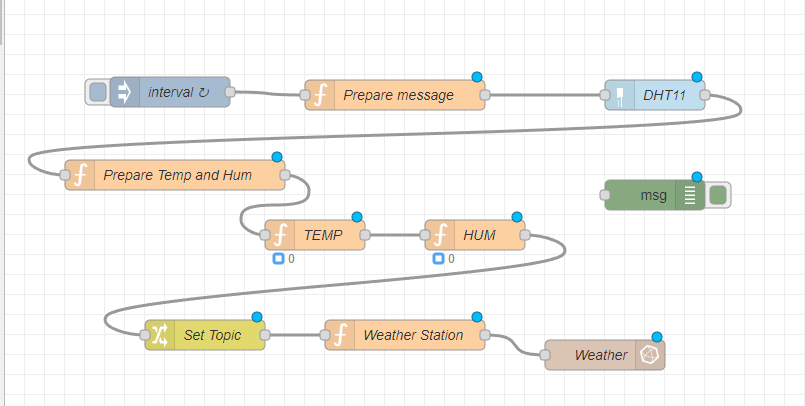 interval ↻
Prepare message
DHT11
Prepare Temp and Hum
msg
TEMP
HUM
0
0
Set Topic
Weather Station
Weather